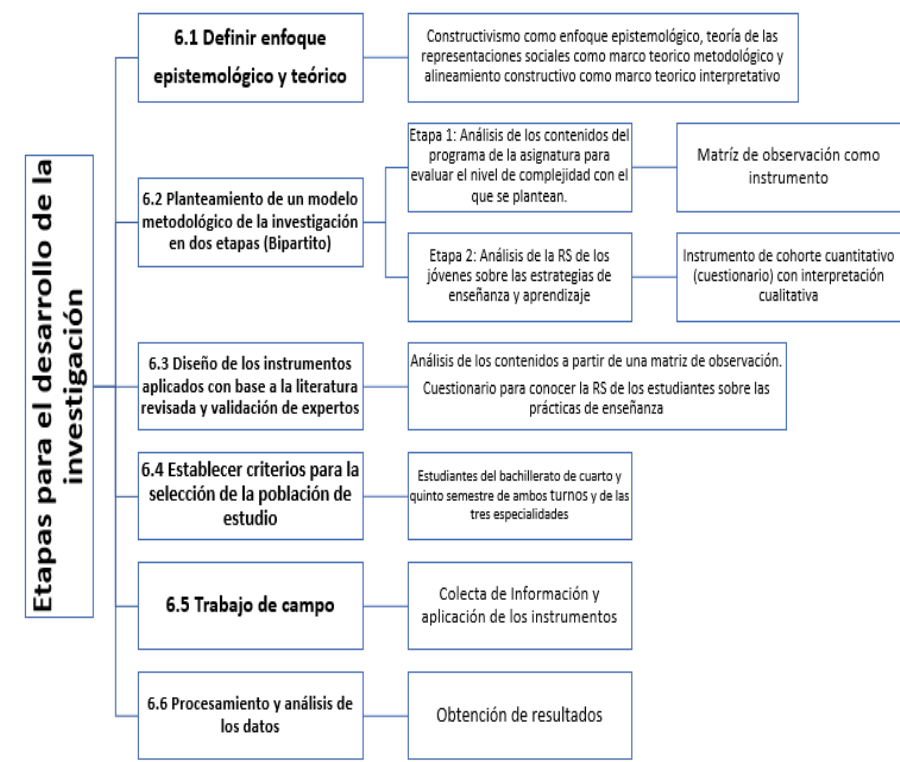 Etapas para el desarrollo de la
investigación
6.1 Definir enfoque
epistemológico y teórico
Constructivismo como enfoque epistemológico, teoría de las
representaciones sociales como marco teorico metodológico y
alineamiento constructivo como marco teorico interpretativo
6.2 Planteamiento de un modelo
metodológico de la investigación
en dos etapas (Bipartito)
Etapa 1: Análisis de los contenidos del
programa de la asignatura para
evaluar el nivel de complejidad con el
que se plantean.
Matríz de observación como
instrumento
Etapa 2: Análisis de la RS de los
jóvenes sobre las estrategias de
enseñanza y aprendizaje
Instrumento de cohorte cuantitativo
(cuestionario) con interpretación
cualitativa
6.3 Diseño de los instrumentos
aplicados con base a la literatura
revisada y validación de expertos
Análisis de los contenidos a partir de una matriz de observación.
Cuestionario para conocer la RS de los estudiantes sobre las
prácticas de enseñanza
6.4 Establecer criterios para la
selección de la población de
estudio
Estudiantes del bachillerato de cuarto y
quinto semestre de ambos turnos y de las
tres especialidades
6.5 Trabajo de campo
Colecta de Información y
aplicación de los instrumentos
6.6 Procesamiento y análisis de
los datos
Obtención de resultados